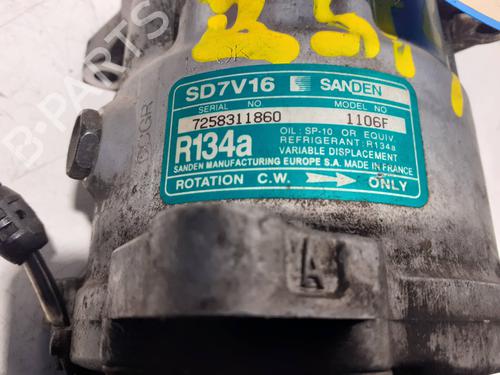 OK
SD7V16 SANDEN
SERIAL NO MODEL NO
7258311860 1106F
OIL: SP-10 OR EQUIV.
REFRIGERANT: R134a
R134a VARIABLE DISPLACEMENT
SANDEN MANUFACTURING EUROPE S.A. MADE IN FRANCE
ROTATION C.W. ONLY
A
B-Parts